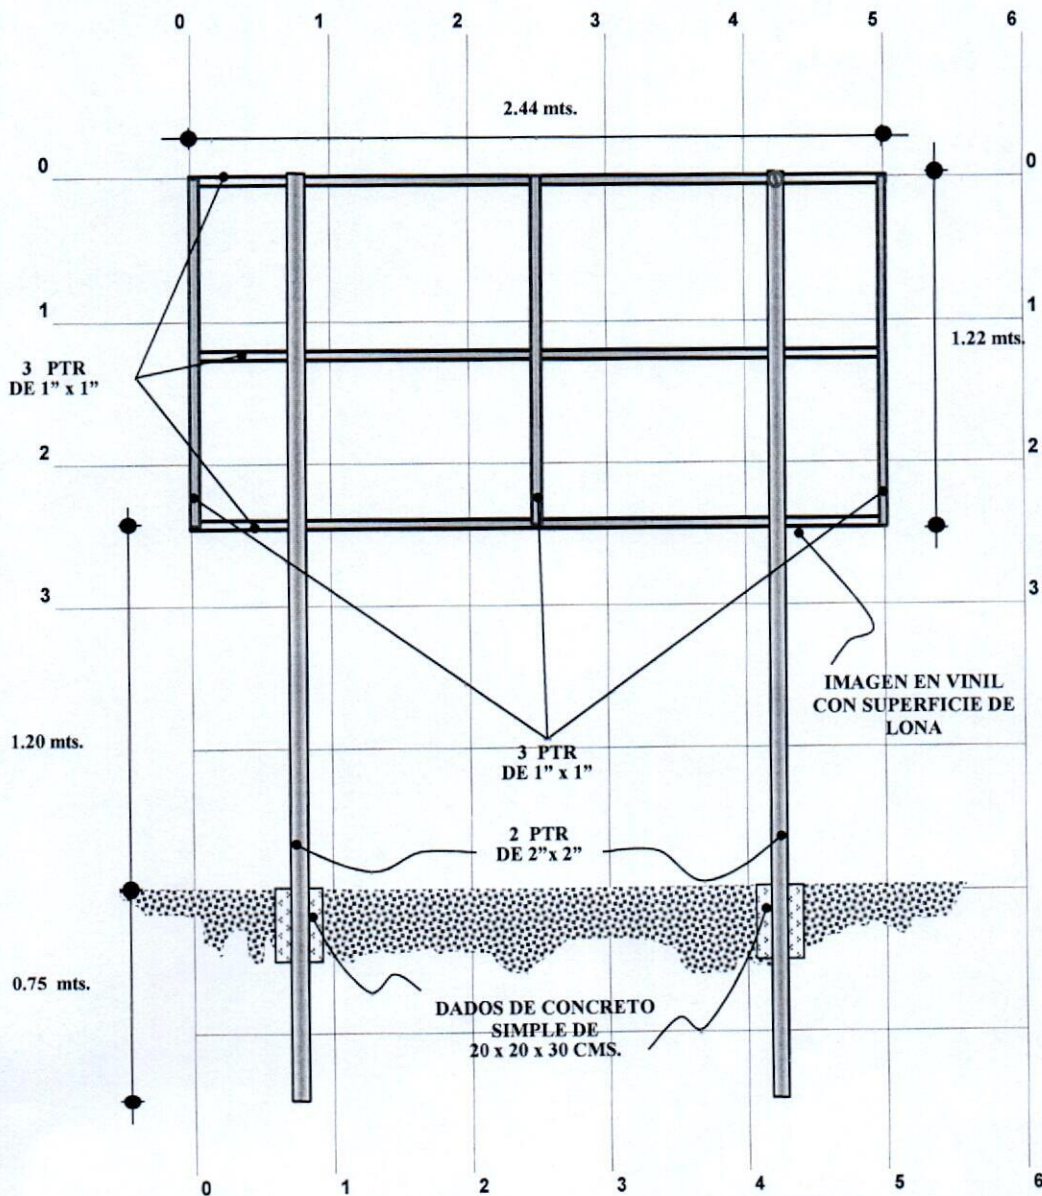 0 1 2 3 4 5 6
2.44 mts.
0
0
1
1
1.22 mts.
3 PTR
DE 1” x 1”
2
2
3
3
IMAGEN EN VINIL
CON SUPERFICIE DE
LONA
1.20 mts.
3 PTR
DE 1” x 1”
2 PTR
DE 2”x 2”
0.75 mts.
DADOS DE CONCRETO
SIMPLE DE
20 x 20 x 30 CMS.
0 1 2 3 4 5 6